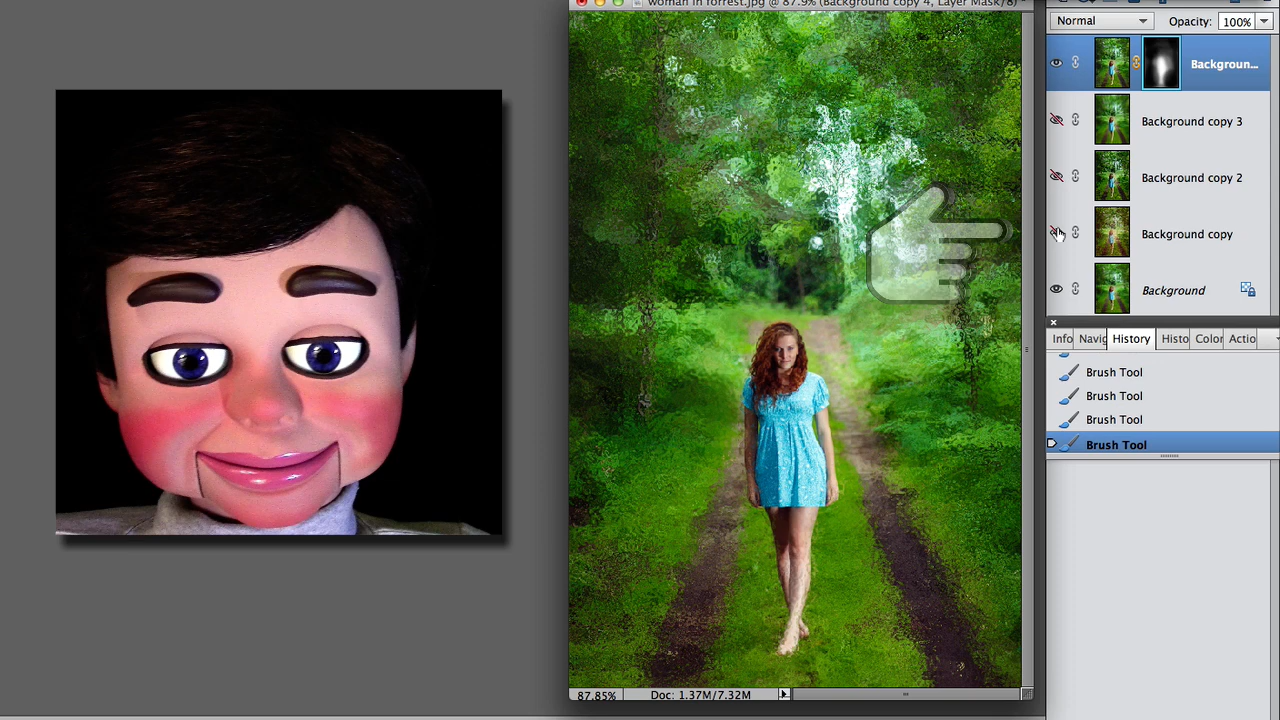 woman in forrest.jpg @ 87.9% (Background copy 4, Layer Mask/8)
Normal Opacity: 100%
Backgroun...
Background copy 3
Background copy 2
Background copy
Background
Info Navig History Histo Color Actio
Brush Tool
Brush Tool
Brush Tool
Brush Tool
87.85% Doc: 1.37M/7.32M